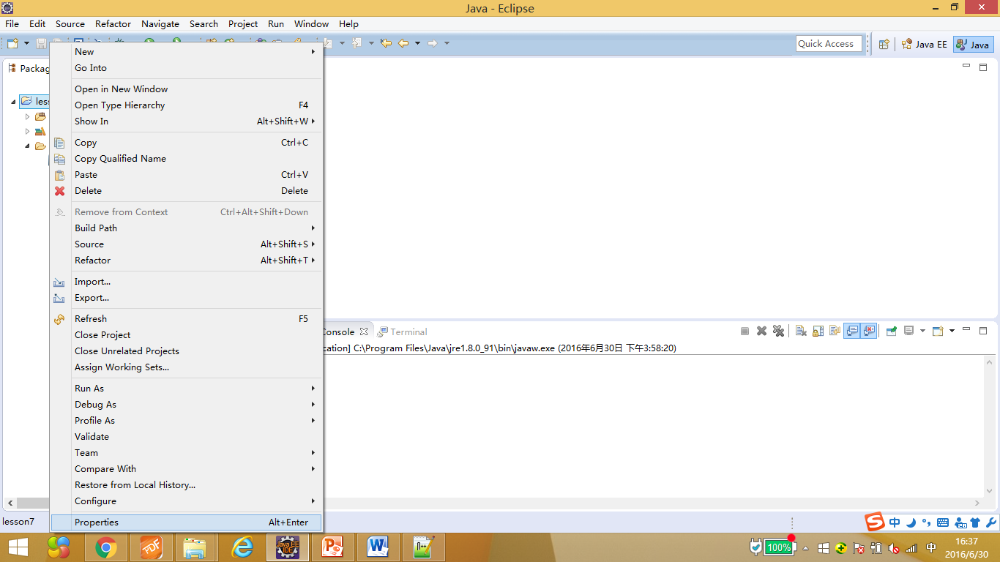 Java - Eclipse
File Edit Source Refactor Navigate Search Project Run Window Help
Quick Access
Java EE
Java
New
Go Into
Open in New Window
Open Type Hierarchy F4
Show In Alt+Shift+W
Copy Ctrl+C
Copy Qualified Name
Paste Ctrl+V
Delete Delete
Remove from Context Ctrl+Alt+Shift+Down
Build Path
Source Alt+Shift+S
Refactor Alt+Shift+T
Import...
Export...
Refresh F5
Close Project
Close Unrelated Projects
Assign Working Sets...
Run As
Debug As
Profile As
Validate
Team
Compare With
Restore from Local History...
Configure
Properties Alt+Enter
Packag
less
Console
Terminal
cation] C:\Program Files\Java\jre1.8.0_91\bin\javaw.exe (2016年6月30日 下午3:58:20)
lesson7
S 中
Java EE
IDE
PDF
100%
中
16:37
2016/6/30